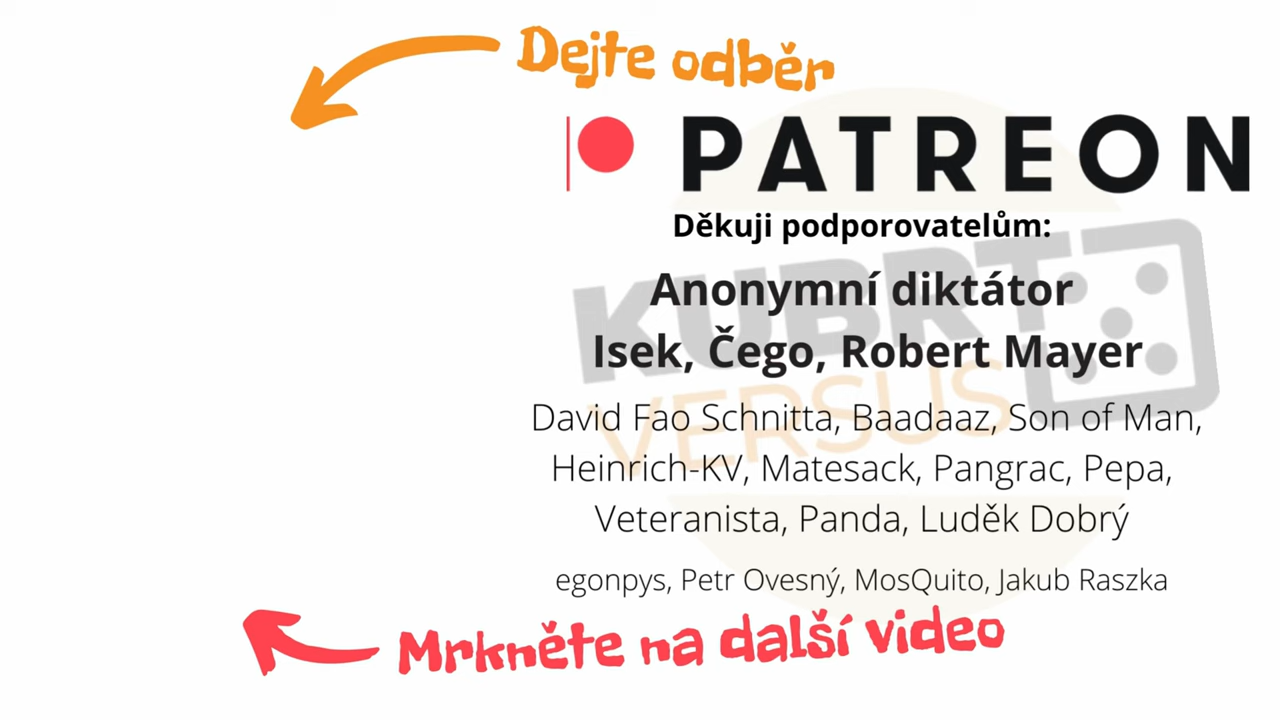 Dejte odběr
PATREON
Děkuji podporovatelům:
KUBRT
VERSUS
Anonymní diktátor
Isek, Čego, Robert Mayer
David Fao Schnitta, Baadaaz, Son of Man,
Heinrich-KV, Matesack, Pangrac, Pepa,
Veteranista, Panda, Luděk Dobrý
egonpys, Petr Ovesný, MosQuito, Jakub Raszka
Mrkněte na další video